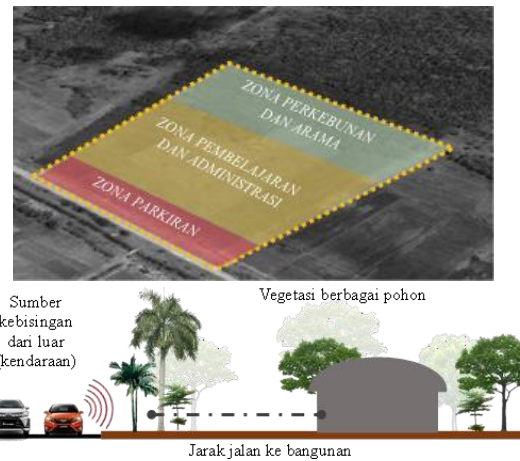 ZONA PERKEBUNAN
DAN ARAMA
ZONA PEMBELAJARAN
DAN ADMINISTRASI
ZONA PARKIRAN
Sumber
kebisingan
dari luar
(kendaraan)
Vegetasi berbagai pohon
Jarak jalan ke bangunan